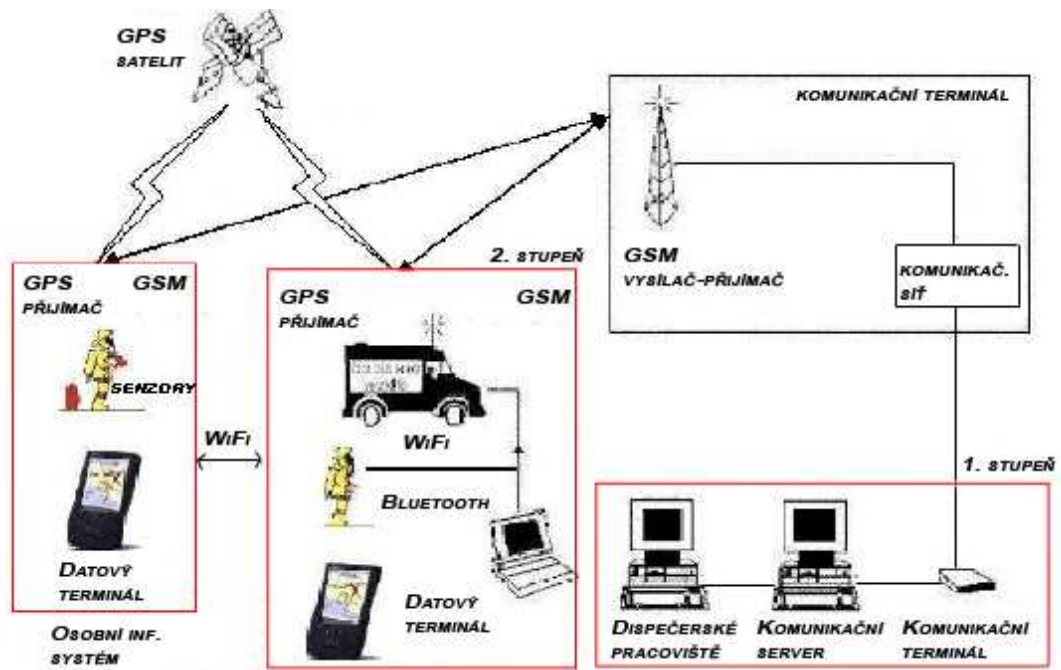 GPS
SATELIT
KOMUNIKAČNÍ TERMINÁL
GSM
VYSÍLAČ-PŘIJÍMAČ
KOMUNIKAČ.
SÍŤ
2. STUPEŇ
GPS GSM
PŘIJÍMAČ
SENZORY
DATOVÝ
TERMINÁL
OSOBNÍ INF.
SYSTÉM
WIFI
GPS GSM
PŘIJÍMAČ
WIFI
BLUETOOTH
DATOVÝ
TERMINÁL
1. STUPEŇ
DISPEČERSKÉ
PRACOVIŠTĚ
KOMUNIKAČNÍ
SERVER
KOMUNIKAČNÍ
TERMINÁL